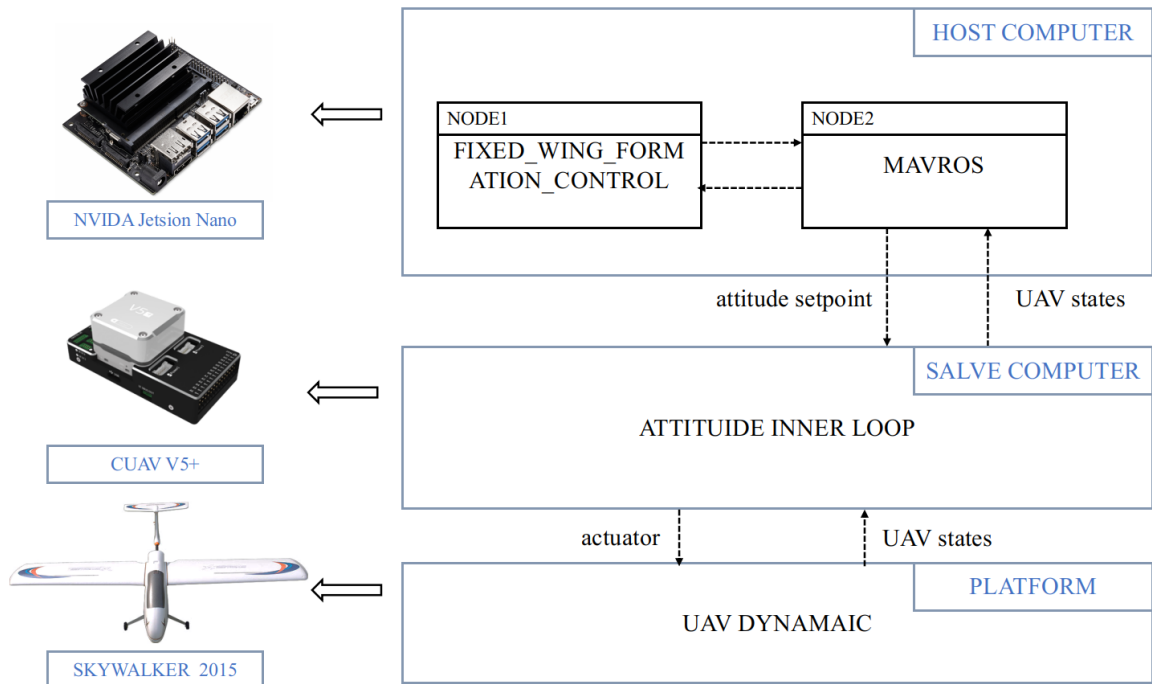 HOST COMPUTER
NODE1
FIXED_WING_FORM
ATION_CONTROL
NODE2
MAVROS
NVIDA Jetsion Nano
attitude setpoint
UAV states
SALVE COMPUTER
V5
ATTITUIDE INNER LOOP
CUAV V5+
actuator
UAV states
PLATFORM
UAV DYNAMAIC
SKYWALKER 2015